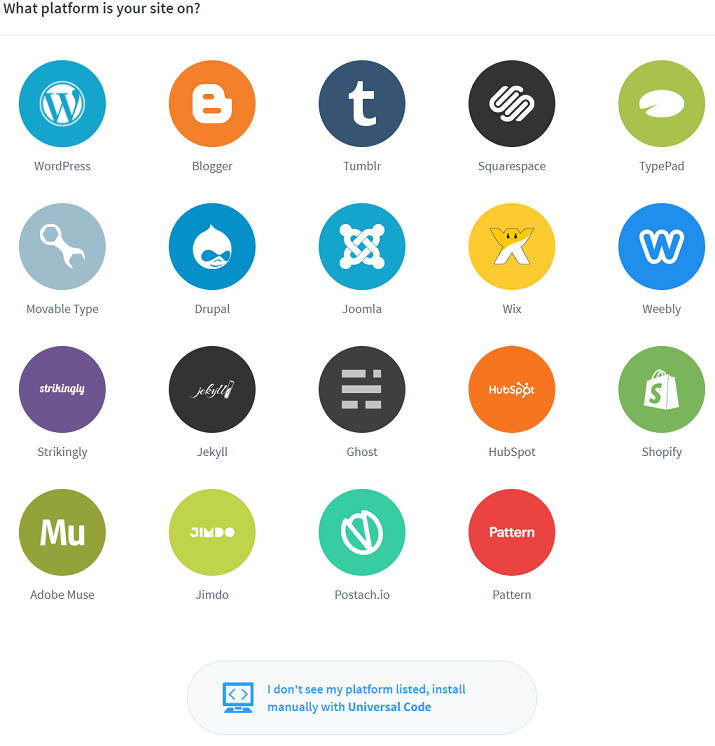 What platform is your site on?
WordPress Blogger Tumblr Squarespace TypePad
Movable Type Drupal Joomla Wix Weebly
strikingly jekyll HubSpot
Strikingly Jekyll Ghost HubSpot Shopify
Mu JIMDO Pattern
Adobe Muse Jimdo Postach.io Pattern
I don't see my platform listed, install
manually with Universal Code